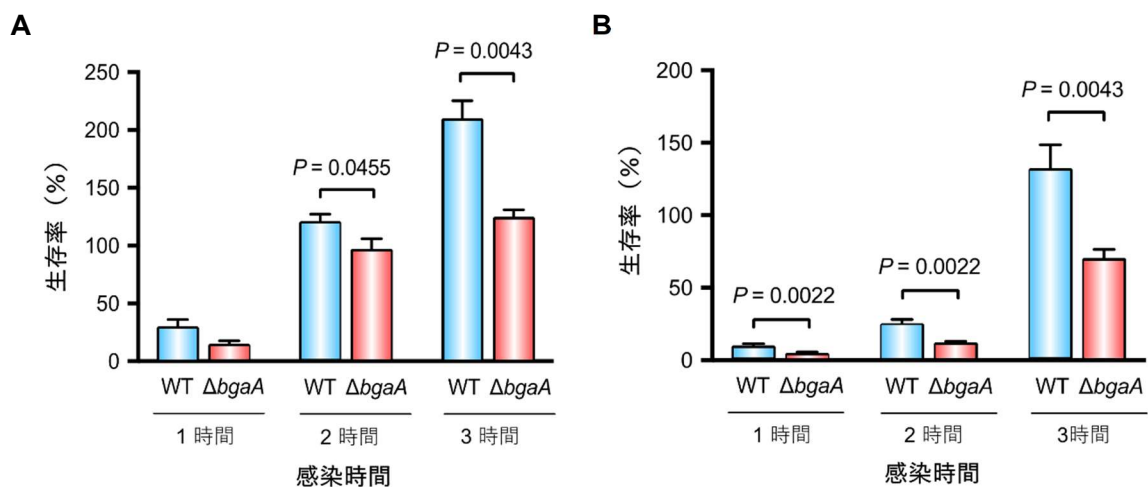 A
P = 0.0043
P = 0.0455
250
200
150
100
50
0
生存率（%）
WT ΔbgaA WT ΔbgaA WT ΔbgaA
1 時間 2 時間 3 時間
感染時間
B
P = 0.0043
P = 0.0022
P = 0.0022
200
150
100
50
0
生存率（%）
WT ΔbgaA WT ΔbgaA WT ΔbgaA
1 時間 2 時間 3時間
感染時間